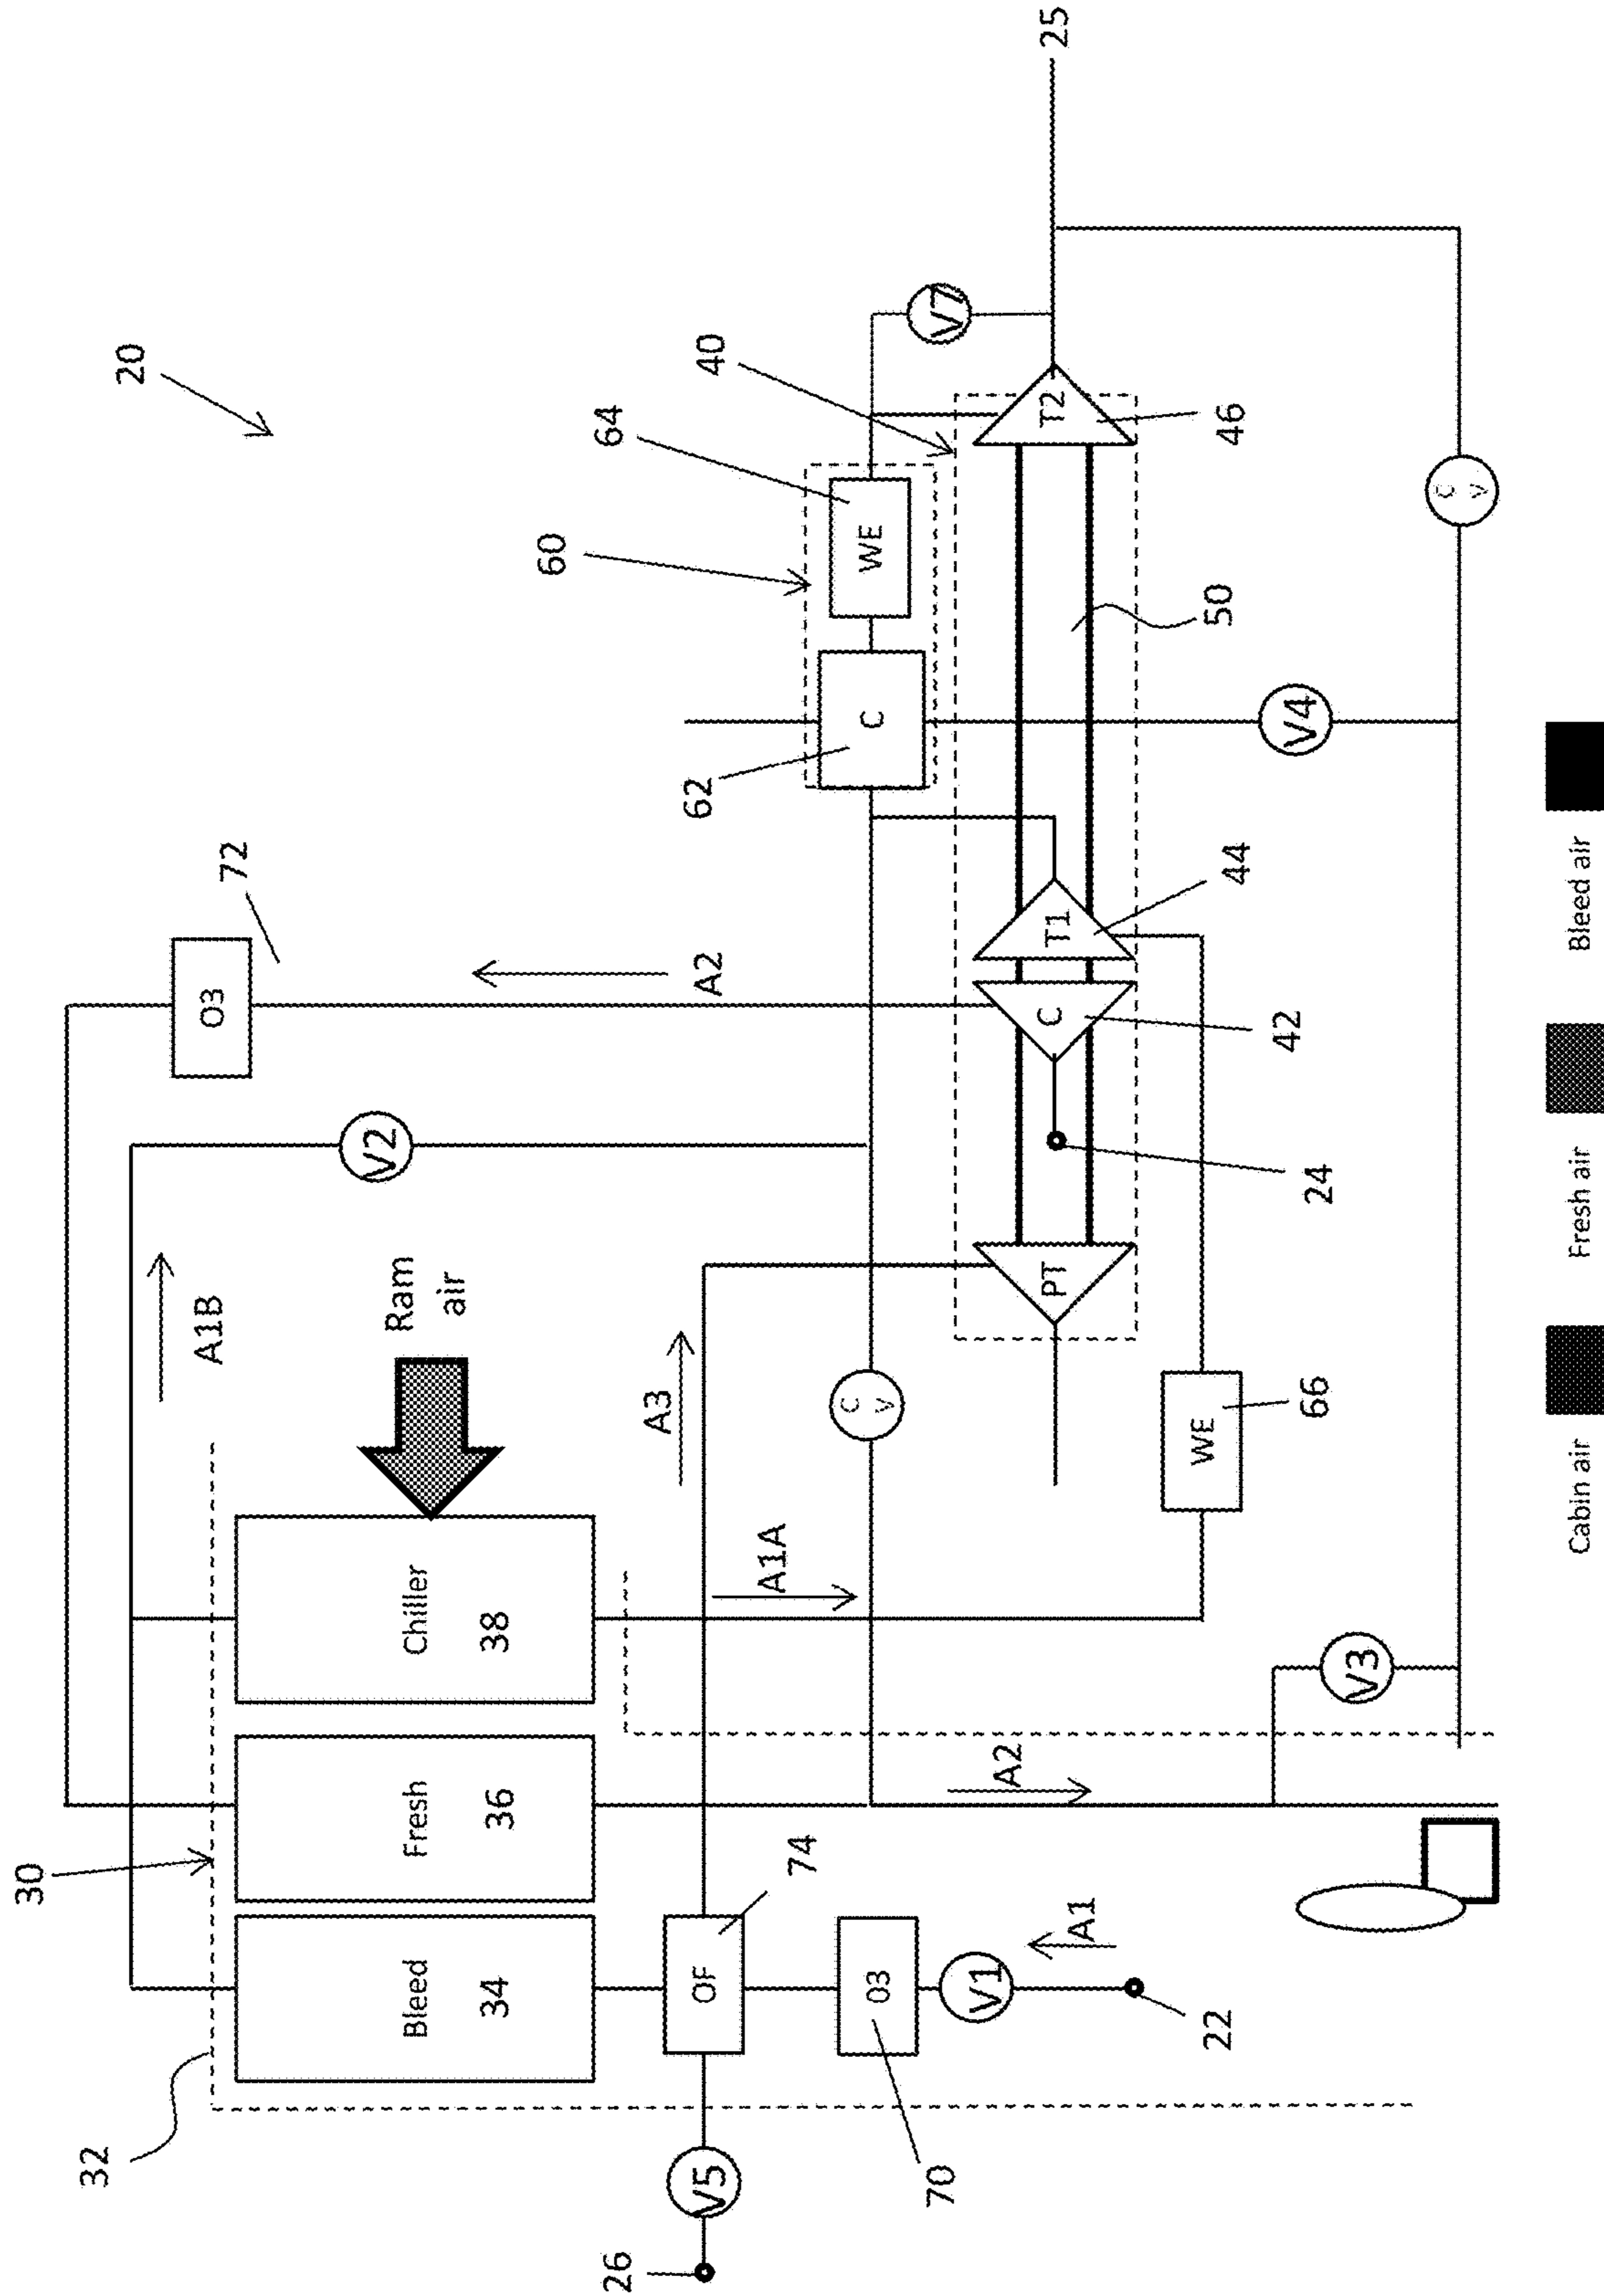 30
32
20
A1B
O3
72
V2
Ram
air
Bleed
34
Fresh
36
Chiller
38
60
64
26
A3
62
A2
40
V5
OF
A1A
74
C
V
C
WE
03
70
V7
V1
A2
PT
C
T1
T2
25
A1
WE
22
50
44
46
42
V4
66
24
V3
C
V
Cabin air
Fresh air
Bleed air